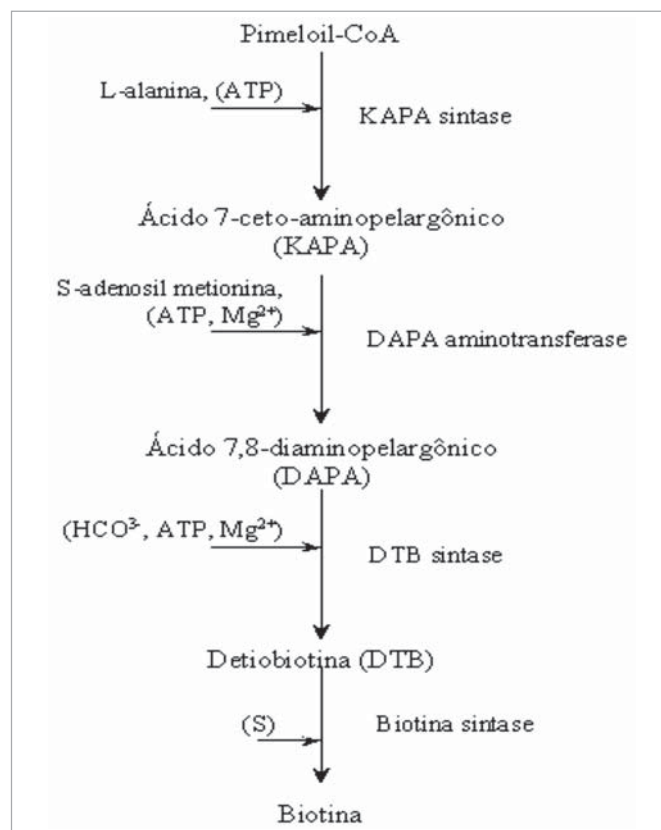 Pimeloil-CoA
L-alanina, (ATP)
KAPA sintase
Ácido 7-ceto-aminopelargônico
(KAPA)
S-adenosil metionina,
(ATP, Mg²⁺)
DAPA aminotransferase
Ácido 7,8-diaminopelargônico
(DAPA)
(HCO³⁻, ATP, Mg²⁺)
DTB sintase
Detiobiotina (DTB)
(S)
Biotina sintase
Biotina